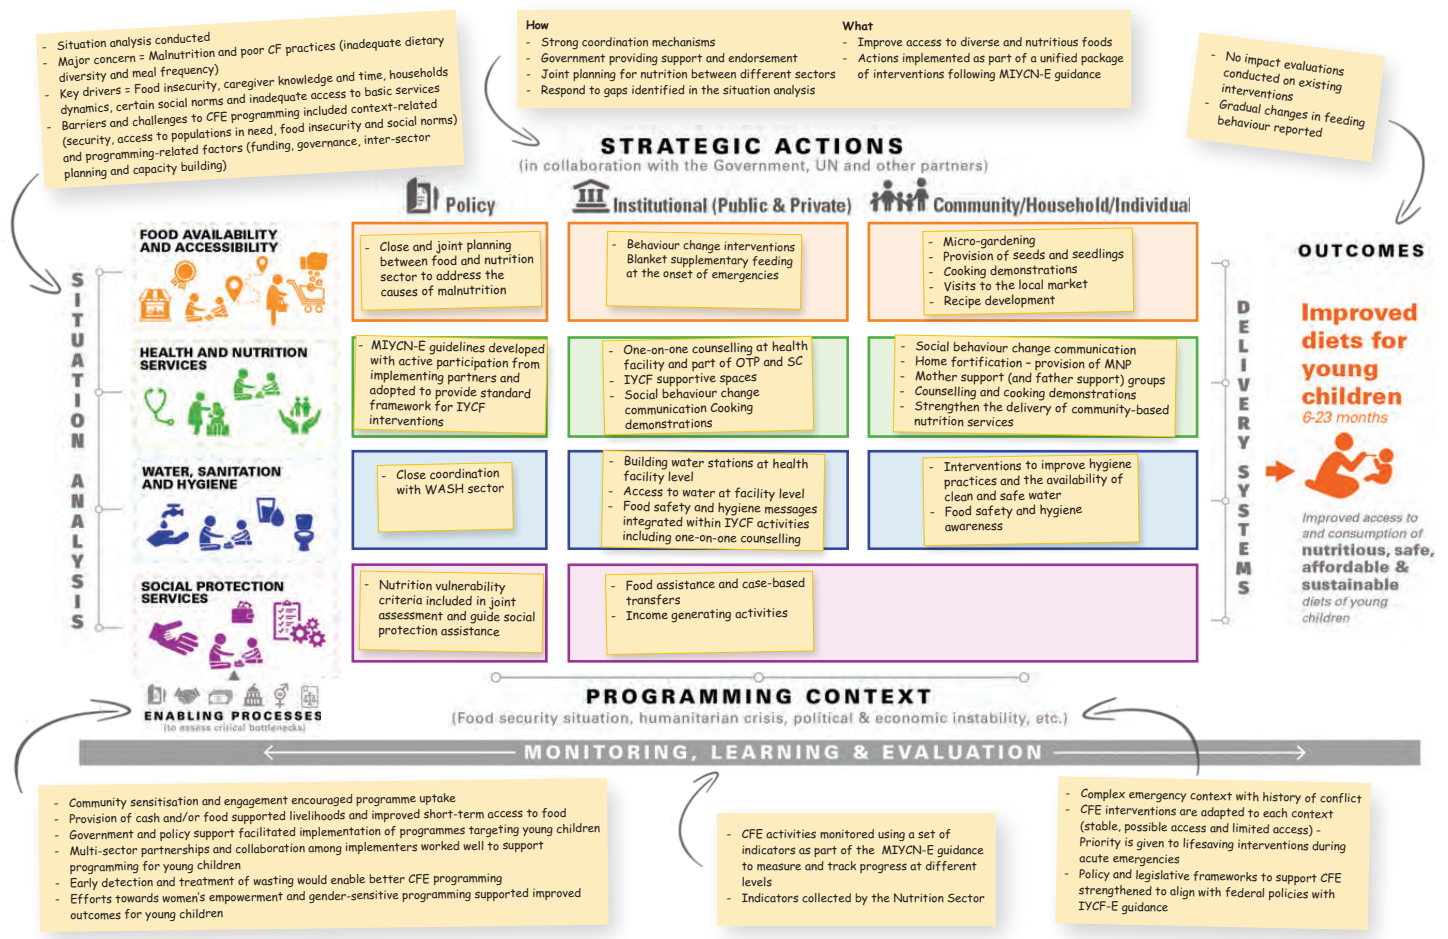 - Situation analysis conducted
- Major concern = Malnutrition and poor CF practices (inadequate dietary
diversity and meal frequency)
- Key drivers = Food insecurity, caregiver knowledge and time, households
dynamics, certain social norms and inadequate access to basic services
- Barriers and challenges to CFE programming included context-related
(security, access to populations in need, food insecurity and social norms)
and programming-related factors (funding, governance, inter-sector
planning and capacity building)
How
- Strong coordination mechanisms
- Government providing support and endorsement
- Joint planning for nutrition between different sectors
- Respond to gaps identified in the situation analysis
What
- Improve access to diverse and nutritious foods
- Actions implemented as part of a unified package
of interventions following MIYCN-E guidance
- No impact evaluations
conducted on existing
interventions
- Gradual changes in feeding
behaviour reported
STRATEGIC ACTIONS
(in collaboration with the Government, UN and other partners)
Policy
Institutional (Public & Private)
Community/Household/Individual
SITUATION ANALYSIS
FOOD AVAILABILITY
AND ACCESSIBILITY
- Close and joint planning
between food and nutrition
sector to address the
causes of malnutrition
- Behaviour change interventions
Blanket supplementary feeding
at the onset of emergencies
- Micro-gardening
- Provision of seeds and seedlings
- Cooking demonstrations
- Visits to the local market
- Recipe development
HEALTH AND NUTRITION
SERVICES
- MIYCN-E guidelines developed
with active participation from
implementing partners and
adopted to provide standard
framework for IYCF
interventions
- One-on-one counselling at health
facility and part of OTP and SC
- IYCF supportive spaces
- Social behaviour change
communication Cooking
demonstrations
- Social behaviour change communication
- Home fortification – provision of MNP
- Mother support (and father support) groups
- Counselling and cooking demonstrations
- Strengthen the delivery of community-based
nutrition services
WATER, SANITATION
AND HYGIENE
- Close coordination
with WASH sector
- Building water stations at health
facility level
- Access to water at facility level
- Food safety and hygiene messages
integrated within IYCF activities
including one-on-one counselling
- Interventions to improve hygiene
practices and the availability of
clean and safe water
- Food safety and hygiene
awareness
SOCIAL PROTECTION
SERVICES
- Nutrition vulnerability
criteria included in joint
assessment and guide social
protection assistance
- Food assistance and case-based
transfers
- Income generating activities
DELIVERY SYSTEMS
OUTCOMES
Improved
diets for
young
children
6-23 months
Improved access to
and consumption of
nutritious, safe,
affordable &
sustainable
diets of young
children
ENABLING PROCESSES
(to assess critical bottlenecks)
PROGRAMMING CONTEXT
(Food security situation, humanitarian crisis, political & economic instability, etc.)
MONITORING, LEARNING & EVALUATION
- Community sensitisation and engagement encouraged programme uptake
- Provision of cash and/or food supported livelihoods and improved short-term access to food
- Government and policy support facilitated implementation of programmes targeting young children
- Multi-sector partnerships and collaboration among implementers worked well to support
programming for young children
- Early detection and treatment of wasting would enable better CFE programming
- Efforts towards women's empowerment and gender-sensitive programming supported improved
outcomes for young children
- CFE activities monitored using a set of
indicators as part of the MIYCN-E guidance
to measure and track progress at different
levels
- Indicators collected by the Nutrition Sector
- Complex emergency context with history of conflict
- CFE interventions are adapted to each context
(stable, possible access and limited access) -
Priority is given to lifesaving interventions during
acute emergencies
- Policy and legislative frameworks to support CFE
strengthened to align with federal policies with
IYCF-E guidance